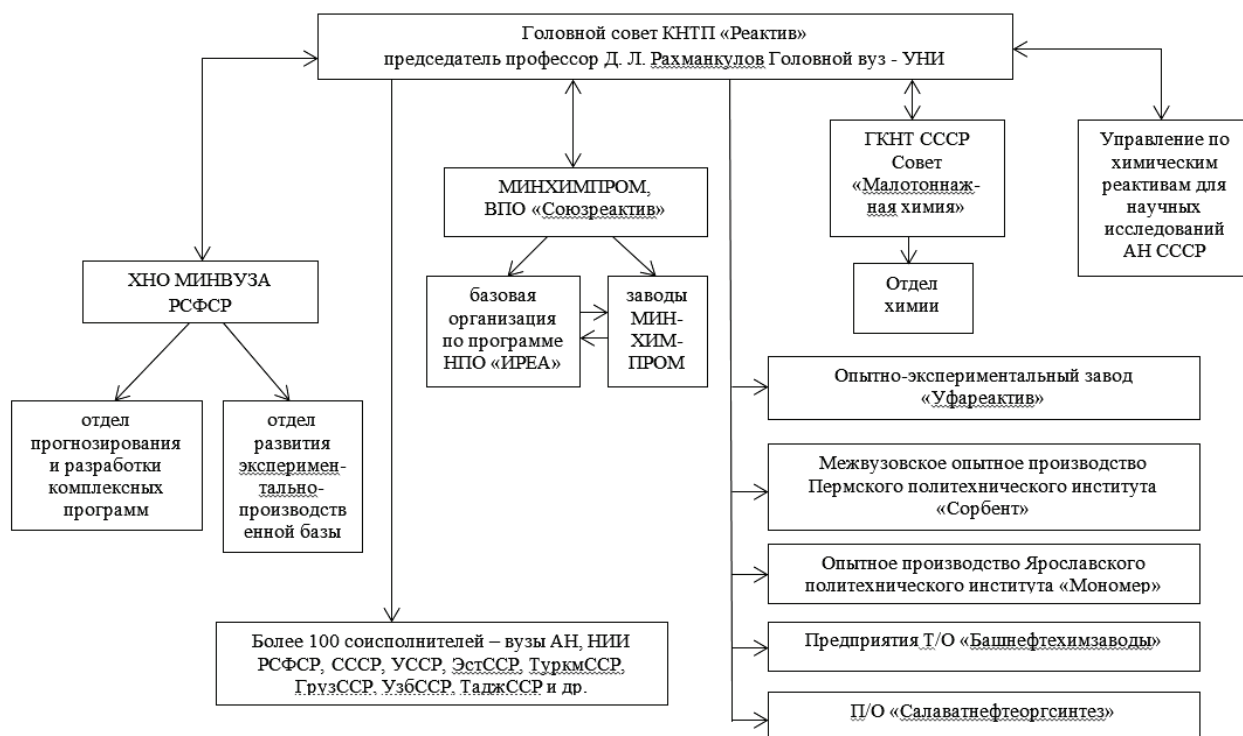 Головной совет КНТП «Реактив»
председатель профессор Д. Л. Рахманкулов Головной вуз - УНИ
ГКНТ СССР
Совет
«Малотоннаж-
ная химия»
Управление по
химическим
реактивам для
научных
исследований
АН СССР
МИНХИМПРОМ,
ВПО «Союзреактив»
ХНО МИНВУЗА
РСФСР
базовая
организация
по программе
НПО «ИРЕА»
заводы
МИН-
ХИМ-
ПРОМ
Отдел
химии
отдел
прогнозирования
и разработки
комплексных
программ
отдел
развития
эксперимен-
тально-
производств
енной базы
Опытно-экспериментальный завод
«Уфареактив»
Межвузовское опытное производство
Пермского политехнического института
«Сорбент»
Опытное производство Ярославского
политехнического института «Мономер»
Более 100 соисполнителей – вузы АН, НИИ
РСФСР, СССР, УССР, ЭстССР, ТуркмССР,
ГрузССР, УзбССР, ТаджССР и др.
Предприятия Т/О «Башнефтехимзаводы»
П/О «Салаватнефтеоргсинтез»